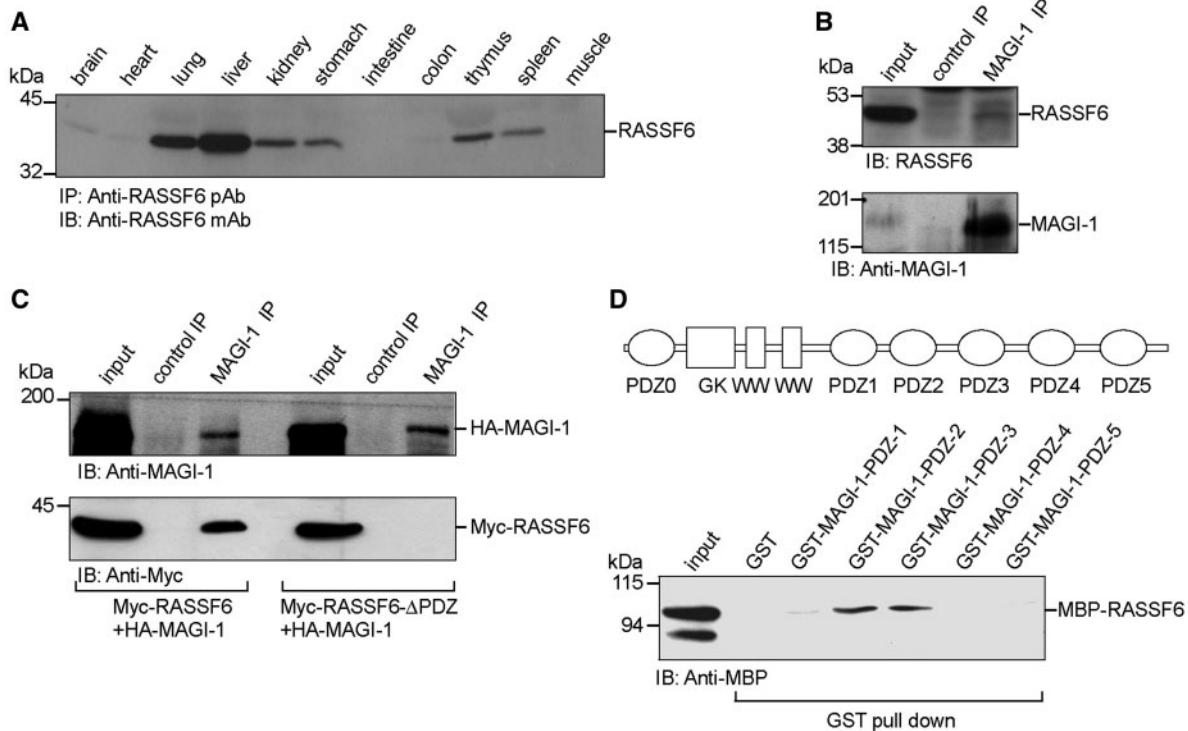 A
brain heart lung liver kidney stomach intestine colon thymus spleen muscle
kDa
45
RASSF6
32
IP: Anti-RASSF6 pAb
IB: Anti-RASSF6 mAb
B
input control IP MAGI-1 IP
kDa
53
RASSF6
38
IB: RASSF6
201
MAGI-1
115
IB: Anti-MAGI-1
C
input control IP MAGI-1 IP input control IP MAGI-1 IP
kDa
200
HA-MAGI-1
IB: Anti-MAGI-1
45
Myc-RASSF6
IB: Anti-Myc
Myc-RASSF6 Myc-RASSF6-ΔPDZ
+HA-MAGI-1 +HA-MAGI-1
D
PDZ0 GK WW WW PDZ1 PDZ2 PDZ3 PDZ4 PDZ5
input GST GST-MAGI-1-PDZ-1 GST-MAGI-1-PDZ-2 GST-MAGI-1-PDZ-3 GST-MAGI-1-PDZ-4 GST-MAGI-1-PDZ-5
kDa
115
MBP-RASSF6
94
IB: Anti-MBP
GST pull down